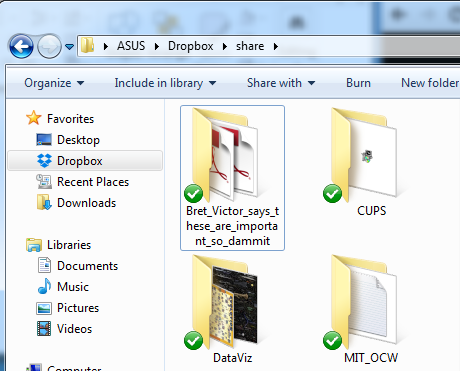 ASUS Dropbox share
Organize Include in library Share with Burn New folder
Favorites
Desktop
Dropbox
Recent Places
Downloads
Libraries
Documents
Music
Pictures
Videos
Computer
Bret_Victor_says_t
hese_are_importa
nt_so_dammit
CUPS
DataViz
MIT_OCW